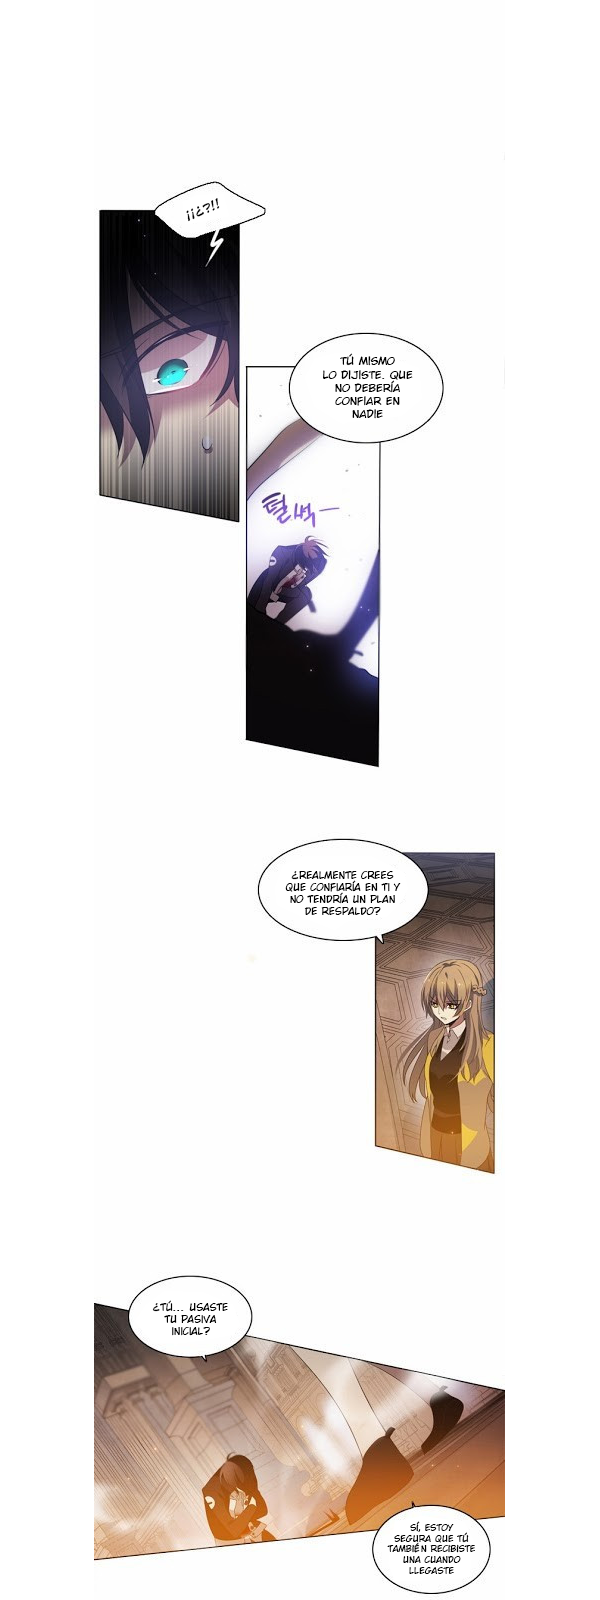 ¡¡¿?!!
TÚ MISMO
LO DIJISTE. QUE
NO DEBERÍA
CONFIAR EN
NADIE
털썩ㅡ
¿REALMENTE CREES
QUE CONFIARÍA EN TI Y
NO TENDRÍA UN PLAN
DE RESPALDO?
¿TÚ... USASTE
TU PASIVA
INICIAL?
SÍ, ESTOY
SEGURA QUE TÚ
TAMBIÉN RECIBISTE
UNA CUANDO
LLEGASTE